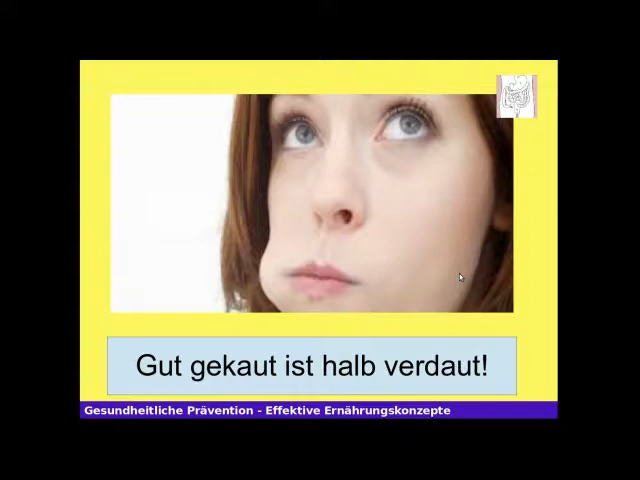 Gut gekaut ist halb verdaut!
Gesundheitliche Prävention - Effektive Ernährungskonzepte